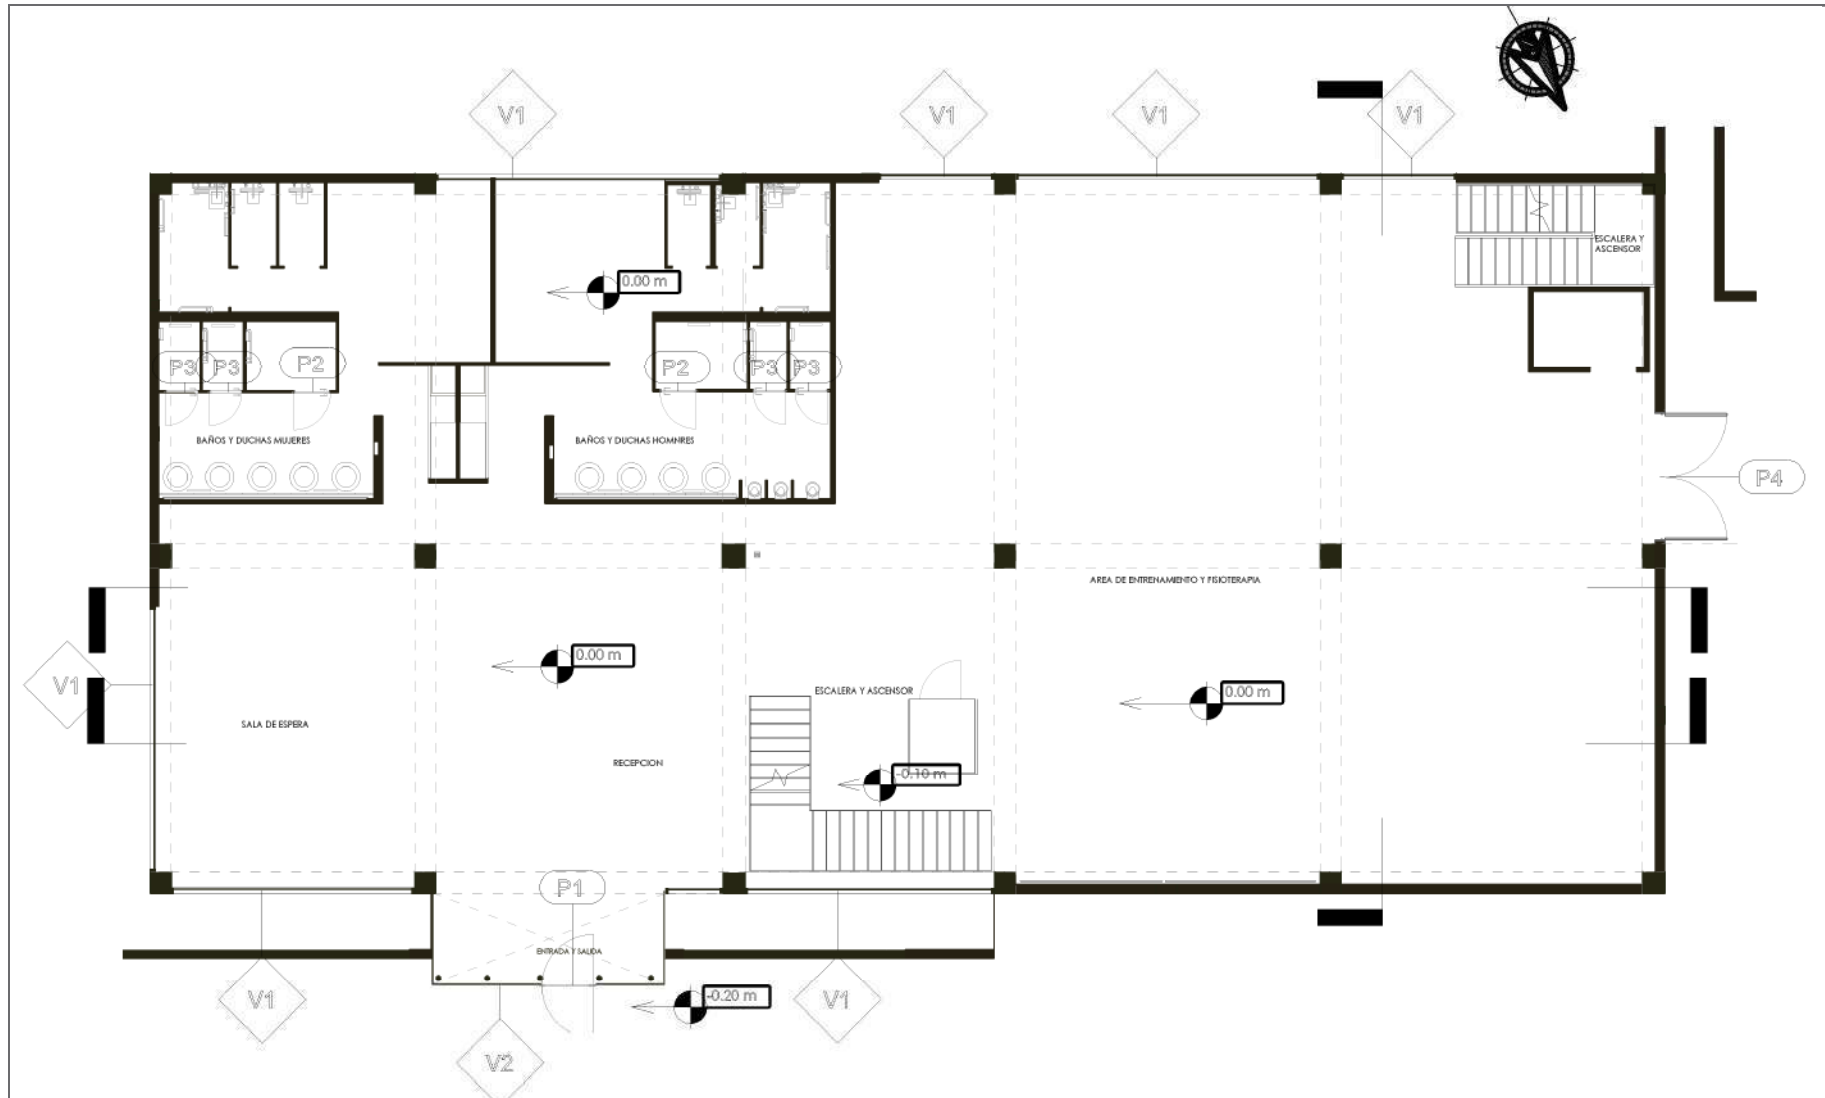 V1
V1
V1
V1
ESCALERA Y
ASCENSOR
0.00 m
P3
P3
P2
P2
P3
P3
BAÑOS Y DUCHAS MUJERES
BAÑOS Y DUCHAS HOMNRES
P4
AREA DE ENTRENAMIENTO Y FISIOTERAPIA
0.00 m
V1
ESCALERA Y ASCENSOR
0.00 m
SALA DE ESPERA
RECEPCION
-0.10 m
P1
ENTRADA Y SALIDA
-0.20 m
V1
V1
V2